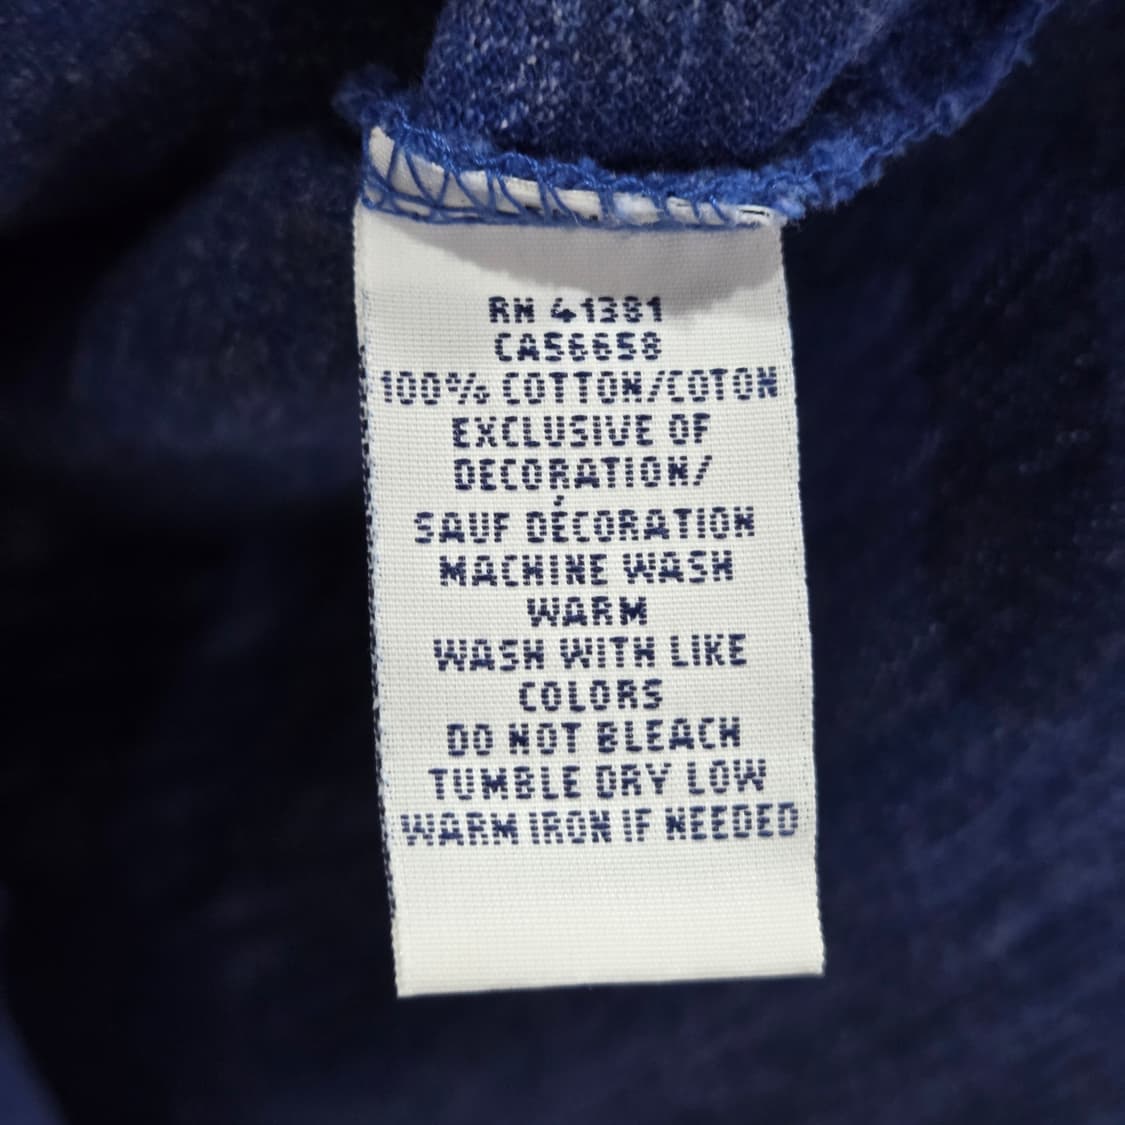 RN 41381
CA56658
100% COTTON/COTON
EXCLUSIVE OF
DECORATION/
SAUF DÉCORATION
MACHINE WASH
WARM
WASH WITH LIKE
COLORS
DO NOT BLEACH
TUMBLE DRY LOW
WARM IRON IF NEEDED